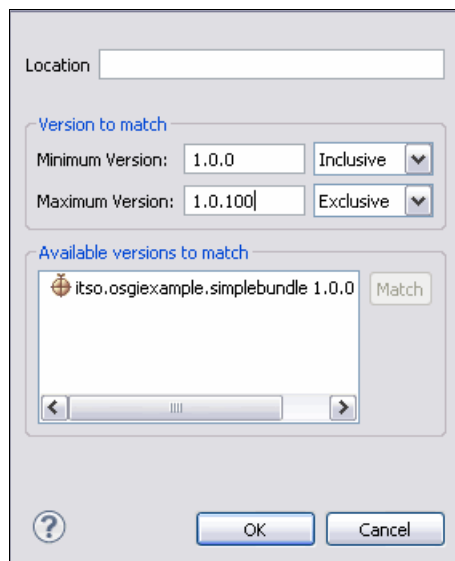 Location
Version to match
Minimum Version: 1.0.0 Inclusive
Maximum Version: 1.0.100 Exclusive
Available versions to match
itso.osgiexample.simplebundle 1.0.0 Match
? OK Cancel